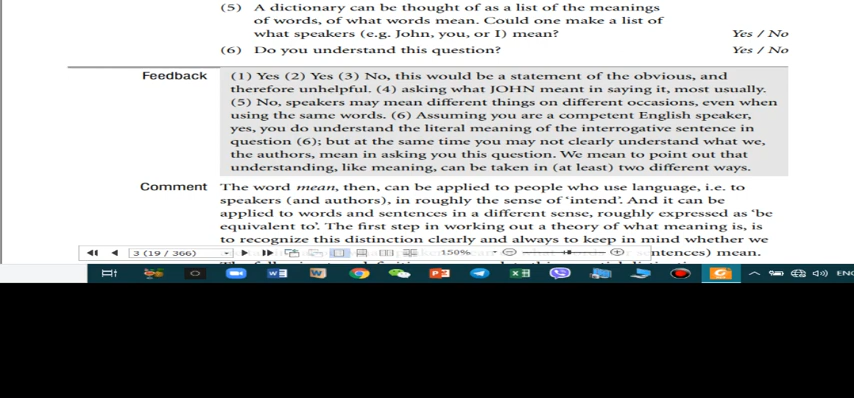 (5) A dictionary can be thought of as a list of the meanings
of words, of what words mean. Could one make a list of
what speakers (e.g. John, you, or I) mean? Yes / No
(6) Do you understand this question? Yes / No
Feedback (1) Yes (2) Yes (3) No, this would be a statement of the obvious, and
therefore unhelpful. (4) asking what JOHN meant in saying it, most usually.
(5) No, speakers may mean different things on different occasions, even when
using the same words. (6) Assuming you are a competent English speaker,
yes, you do understand the literal meaning of the interrogative sentence in
question (6); but at the same time you may not clearly understand what we,
the authors, mean in asking you this question. We mean to point out that
understanding, like meaning, can be taken in (at least) two different ways.
Comment The word mean, then, can be applied to people who use language, i.e. to
speakers (and authors), in roughly the sense of ‘intend’. And it can be
applied to words and sentences in a different sense, roughly expressed as ‘be
equivalent to’. The first step in working out a theory of what meaning is, is
to recognize this distinction clearly and always to keep in mind whether we
3 (19 / 366) 150% ntences) mean.
ENG